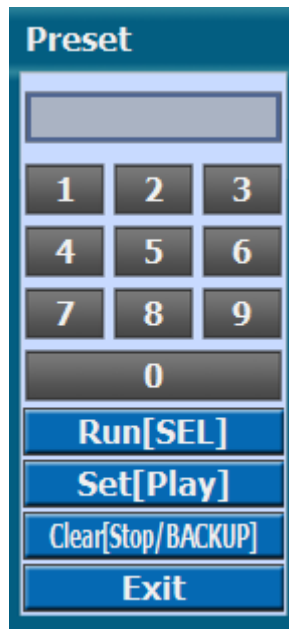 Preset
1 2 3
4 5 6
7 8 9
0
Run[SEL]
Set[Play]
Clear[Stop/BACKUP]
Exit